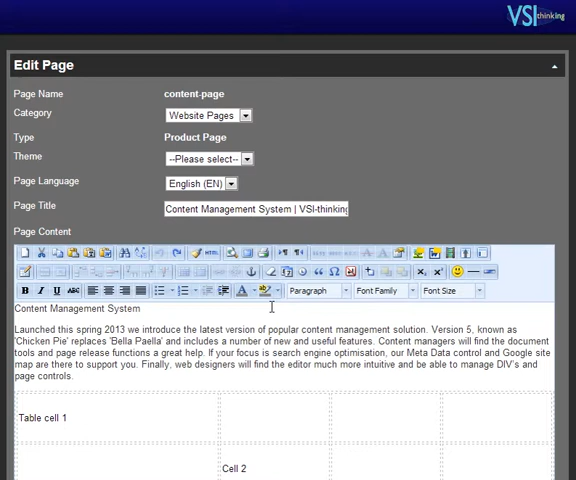 VSI thinking
Edit Page
Page Name content-page
Category Website Pages
Type Product Page
Theme --Please select--
Page Language English (EN)
Page Title Content Management System | VSI-thinking
Page Content
HTML
B I U ABC A ab Paragraph Font Family Font Size
Content Management System
Launched this spring 2013 we introduce the latest version of popular content management solution. Version 5, known as
'Chicken Pie' replaces 'Bella Paella' and includes a number of new and useful features. Content managers will find the document
tools and page release functions a great help. If your focus is search engine optimisation, our Meta Data control and Google site
map are there to support you. Finally, web designers will find the editor much more intuitive and be able to manage DIV's and
page controls.
Table cell 1
Cell 2